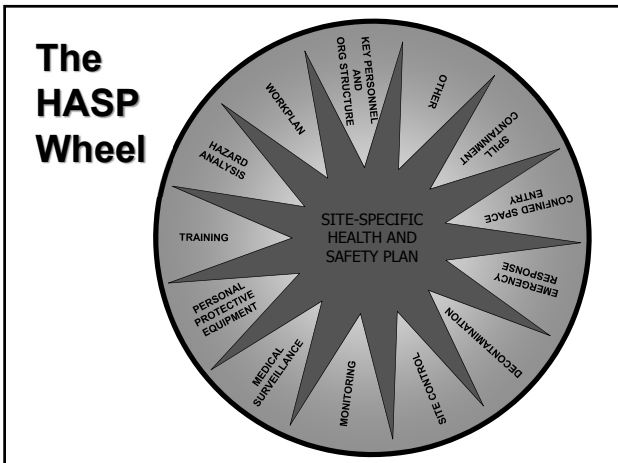 The
HASP
Wheel
KEY PERSONNEL
AND
ORG STRUCTURE
OTHER
SPILL
CONTAINMENT
CONFINED SPACE
ENTRY
EMERGENCY
RESPONSE
DECONTAMINATION
SITE CONTROL
MONITORING
MEDICAL
SURVEILLANCE
PERSONAL
PROTECTIVE
EQUIPMENT
TRAINING
HAZARD
ANALYSIS
WORKPLAN
SITE-SPECIFIC
HEALTH AND
SAFETY PLAN